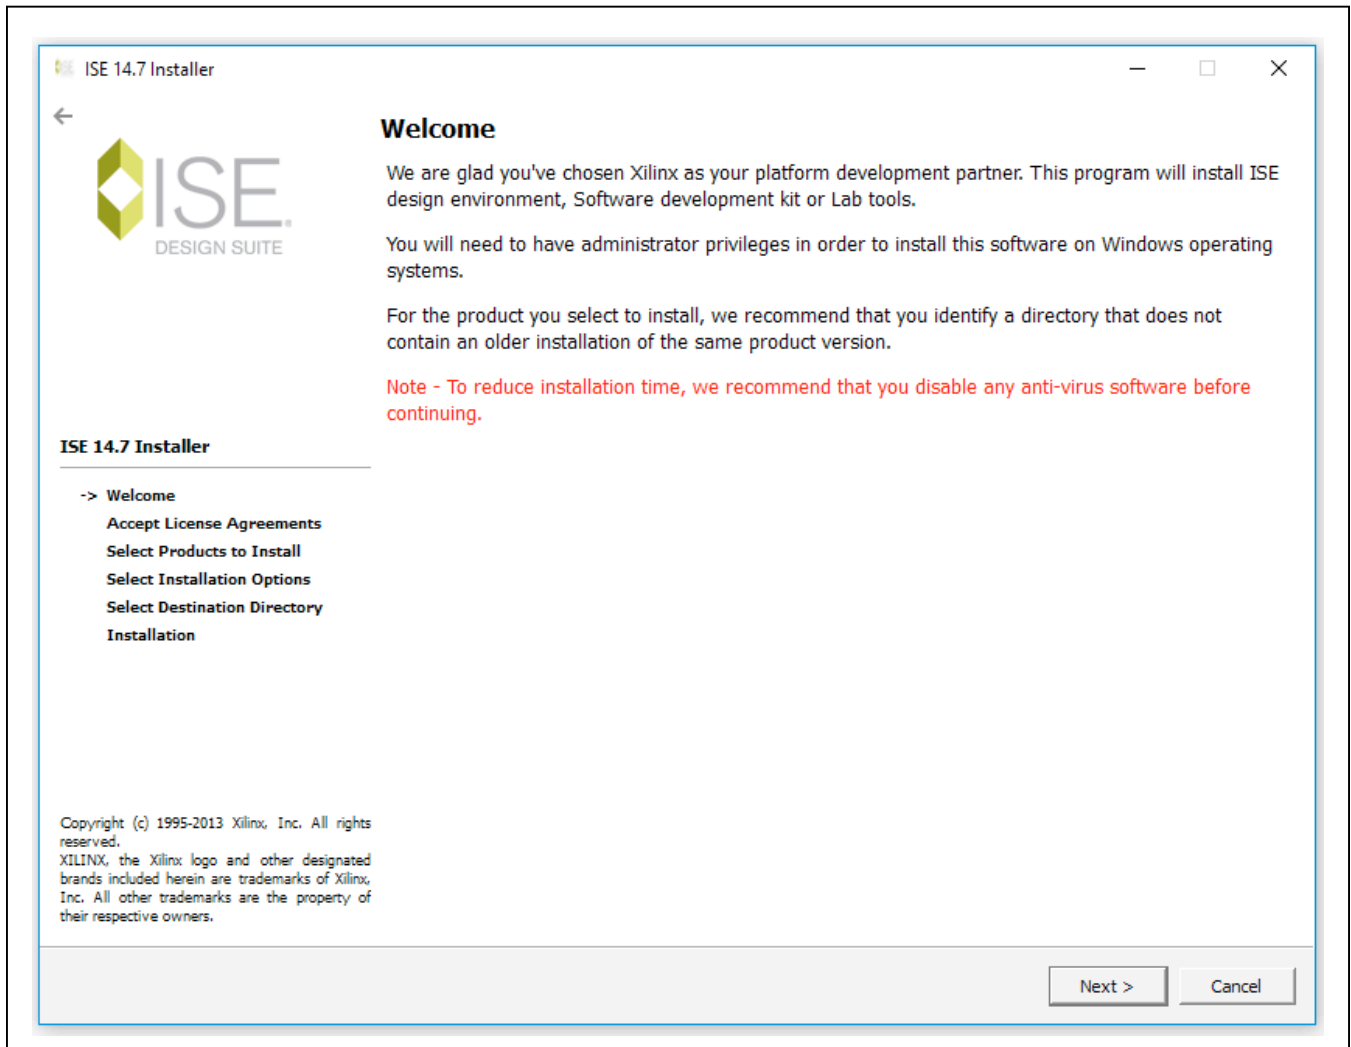 ISE 14.7 Installer
ISE.
DESIGN SUITE
Welcome
We are glad you've chosen Xilinx as your platform development partner. This program will install ISE
design environment, Software development kit or Lab tools.
You will need to have administrator privileges in order to install this software on Windows operating
systems.
For the product you select to install, we recommend that you identify a directory that does not
contain an older installation of the same product version.
Note - To reduce installation time, we recommend that you disable any anti-virus software before
continuing.
ISE 14.7 Installer
-> Welcome
Accept License Agreements
Select Products to Install
Select Installation Options
Select Destination Directory
Installation
Copyright (c) 1995-2013 Xilinx, Inc. All rights
reserved.
XILINX, the Xilinx logo and other designated
brands included herein are trademarks of Xilinx,
Inc. All other trademarks are the property of
their respective owners.
Next >
Cancel